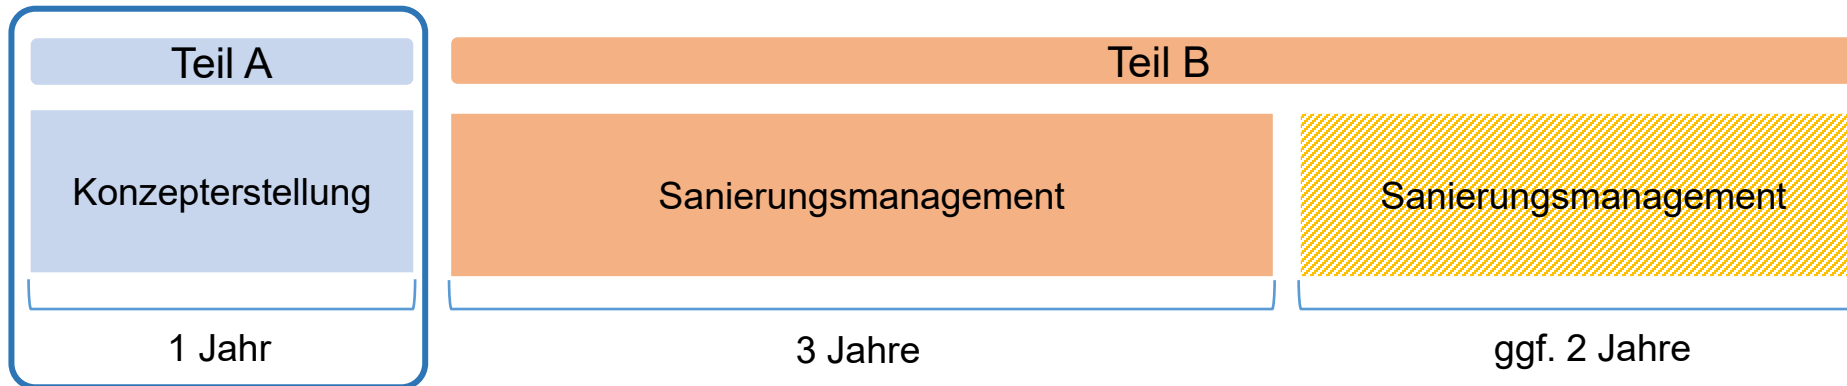 Teil A
Teil B
Konzepterstellung
Sanierungsmanagement
Sanierungsmanagement
1 Jahr
3 Jahre
ggf. 2 Jahre